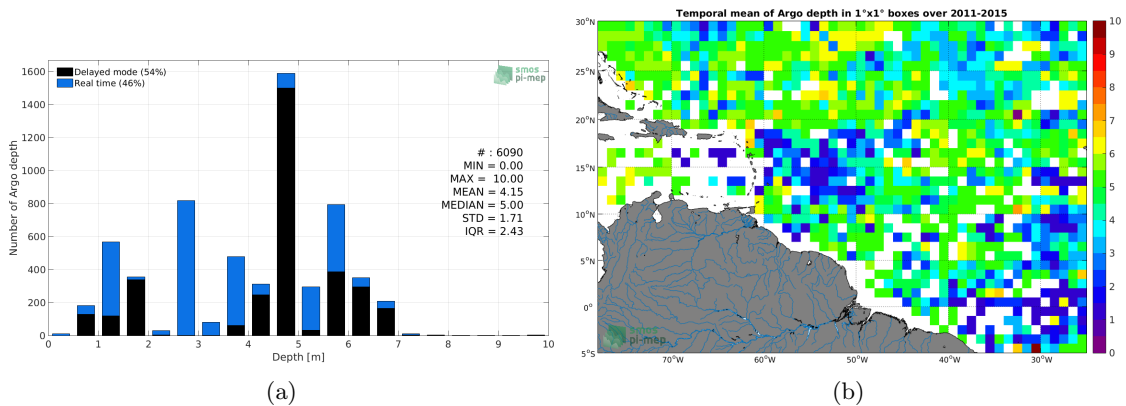 Delayed mode (54%)
Real time (46%)
smos
pi-mep
# : 6090
MIN = 0.00
MAX = 10.00
MEAN = 4.15
MEDIAN = 5.00
STD = 1.71
IQR = 2.43
Number of Argo depth
1600
1400
1200
1000
800
600
400
200
0
0 1 2 3 4 5 6 7 8 9 10
Depth [m]
(a)
Temporal mean of Argo depth in 1°x1° boxes over 2011-2015
30°N
25°N
20°N
15°N
10°N
5°N
0°
5°S
70°W 60°W 50°W 40°W 30°W
smos
pi-mep
10
9
8
7
6
5
4
3
2
1
0
(b)